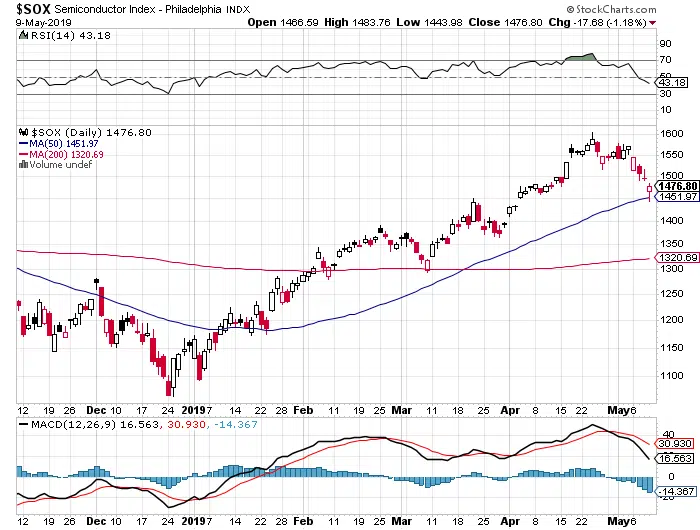 $SOX Semiconductor Index - Philadelphia INDX
© StockCharts.com
9-May-2019
Open 1466.59 High 1483.76 Low 1443.98 Close 1476.80 Chg -17.68 (-1.18%)
RSI(14) 43.18
90
70
50
43.18
30
10
$SOX (Daily) 1476.80
MA(50) 1451.97
MA(200) 1320.69
Volume undef
1600
1550
1500
1476.80
1451.97
1400
1350
1320.69
1300
1250
1200
1150
1100
12 19 26 Dec 10 17 24 2019 7 14 22 28 Feb 11 19 25 Mar 11 18 25 Apr 8 15 22 May 6
MACD(12,26,9) 16.563, 30.930, -14.367
40
30.930
16.563
0
-14.367
-20
12 19 26 Dec 10 17 24 2019 7 14 22 28 Feb 11 19 25 Mar 11 18 25 Apr 8 15 22 May 6